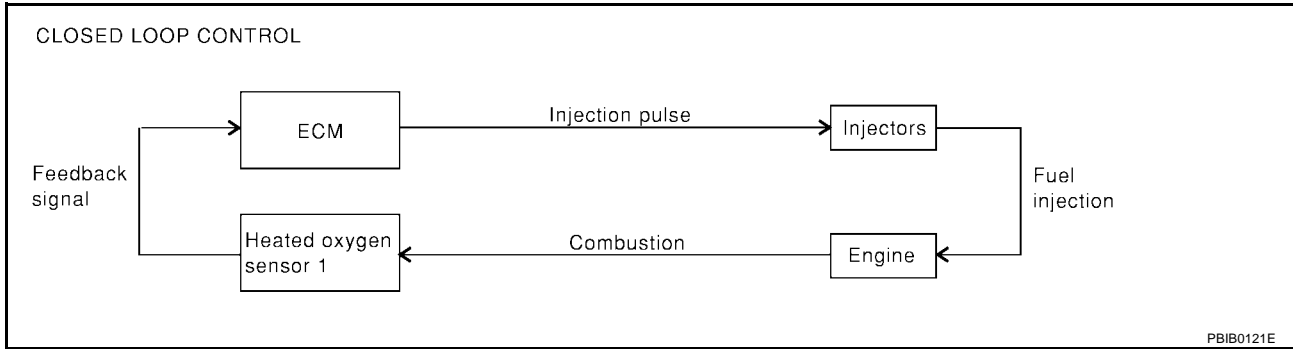 CLOSED LOOP CONTROL
ECM
Injection pulse
Injectors
Feedback
signal
Fuel
injection
Heated oxygen
sensor 1
Combustion
Engine
PBIB0121E